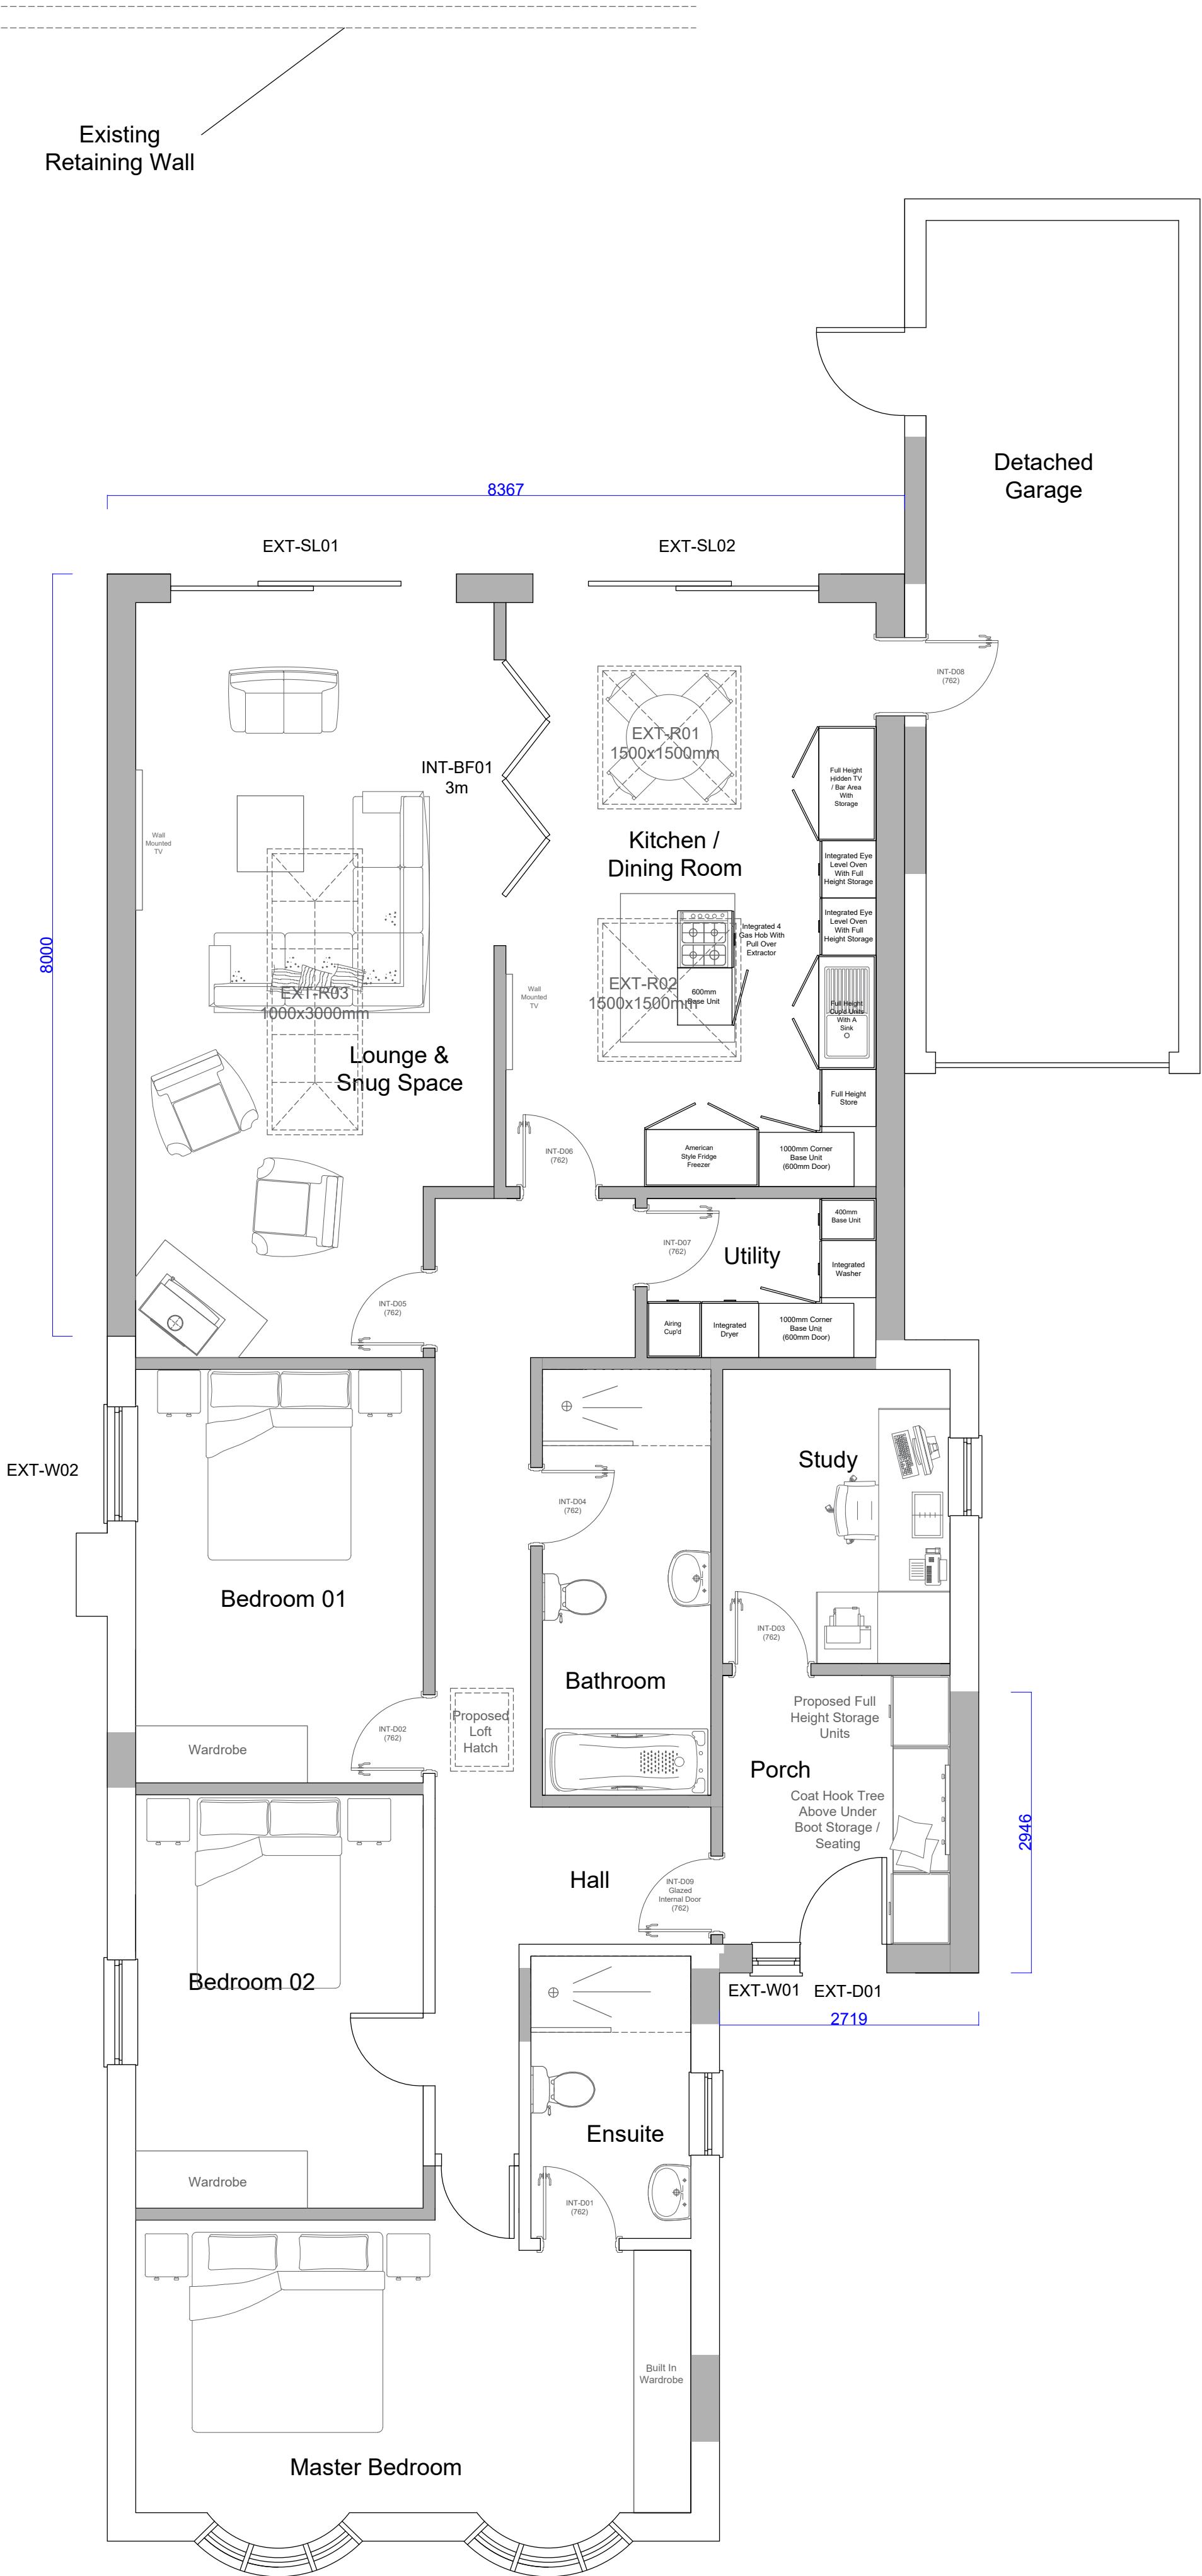 Existing
Retaining Wall
Detached
Garage
8367
EXT-SL01
EXT-SL02
INT-D08
(762)
EXT-R01
1500x1500mm
INT-BF01
3m
Full Height
Hidden TV
/ Bar Area
With
Storage
Wall
Mounted
TV
Kitchen /
Dining Room
Integrated Eye
Level Oven
With Full
Height Storage
Integrated Eye
Level Oven
With Full
Height Storage
Integrated 4
Gas Hob With
Pull Over
Extractor
8000
EXT-R03
1000x3000mm
Wall
Mounted
TV
EXT-R02
1500x1500mm
600mm
Base Unit
Full Height
Cup'd Units
With A
Sink
Lounge &
Snug Space
Full Height
Store
INT-D06
(762)
American
Style Fridge
Freezer
1000mm Corner
Base Unit
(600mm Door)
400mm
Base Unit
INT-D07
(762)
Utility
Integrated
Washer
INT-D05
(762)
Airing
Cup'd
Integrated
Dryer
1000mm Corner
Base Unit
(600mm Door)
EXT-W02
Study
INT-D04
(762)
Bedroom 01
INT-D03
(762)
Bathroom
Proposed Full
Height Storage
Units
INT-D02
(762)
Proposed
Loft
Hatch
Wardrobe
Porch
Coat Hook Tree
Above Under
Boot Storage /
Seating
2946
Hall
INT-D09
Glazed
Internal Door
(762)
Bedroom 02
EXT-W01
EXT-D01
2719
Ensuite
Wardrobe
INT-D01
(762)
Built In
Wardrobe
Master Bedroom